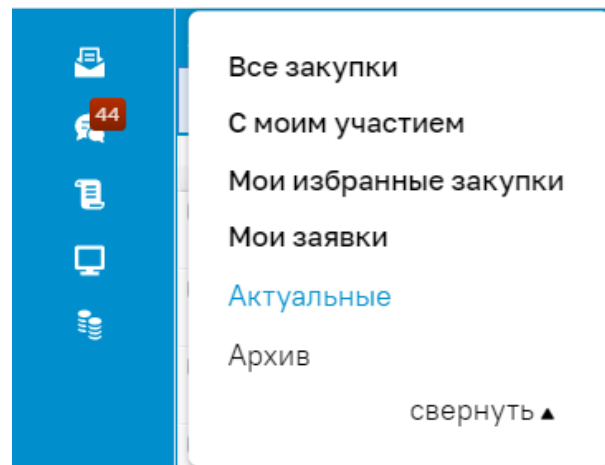 Все закупки
44
С моим участием
Мои избранные закупки
Мои заявки
Актуальные
Архив
свернуть ▲